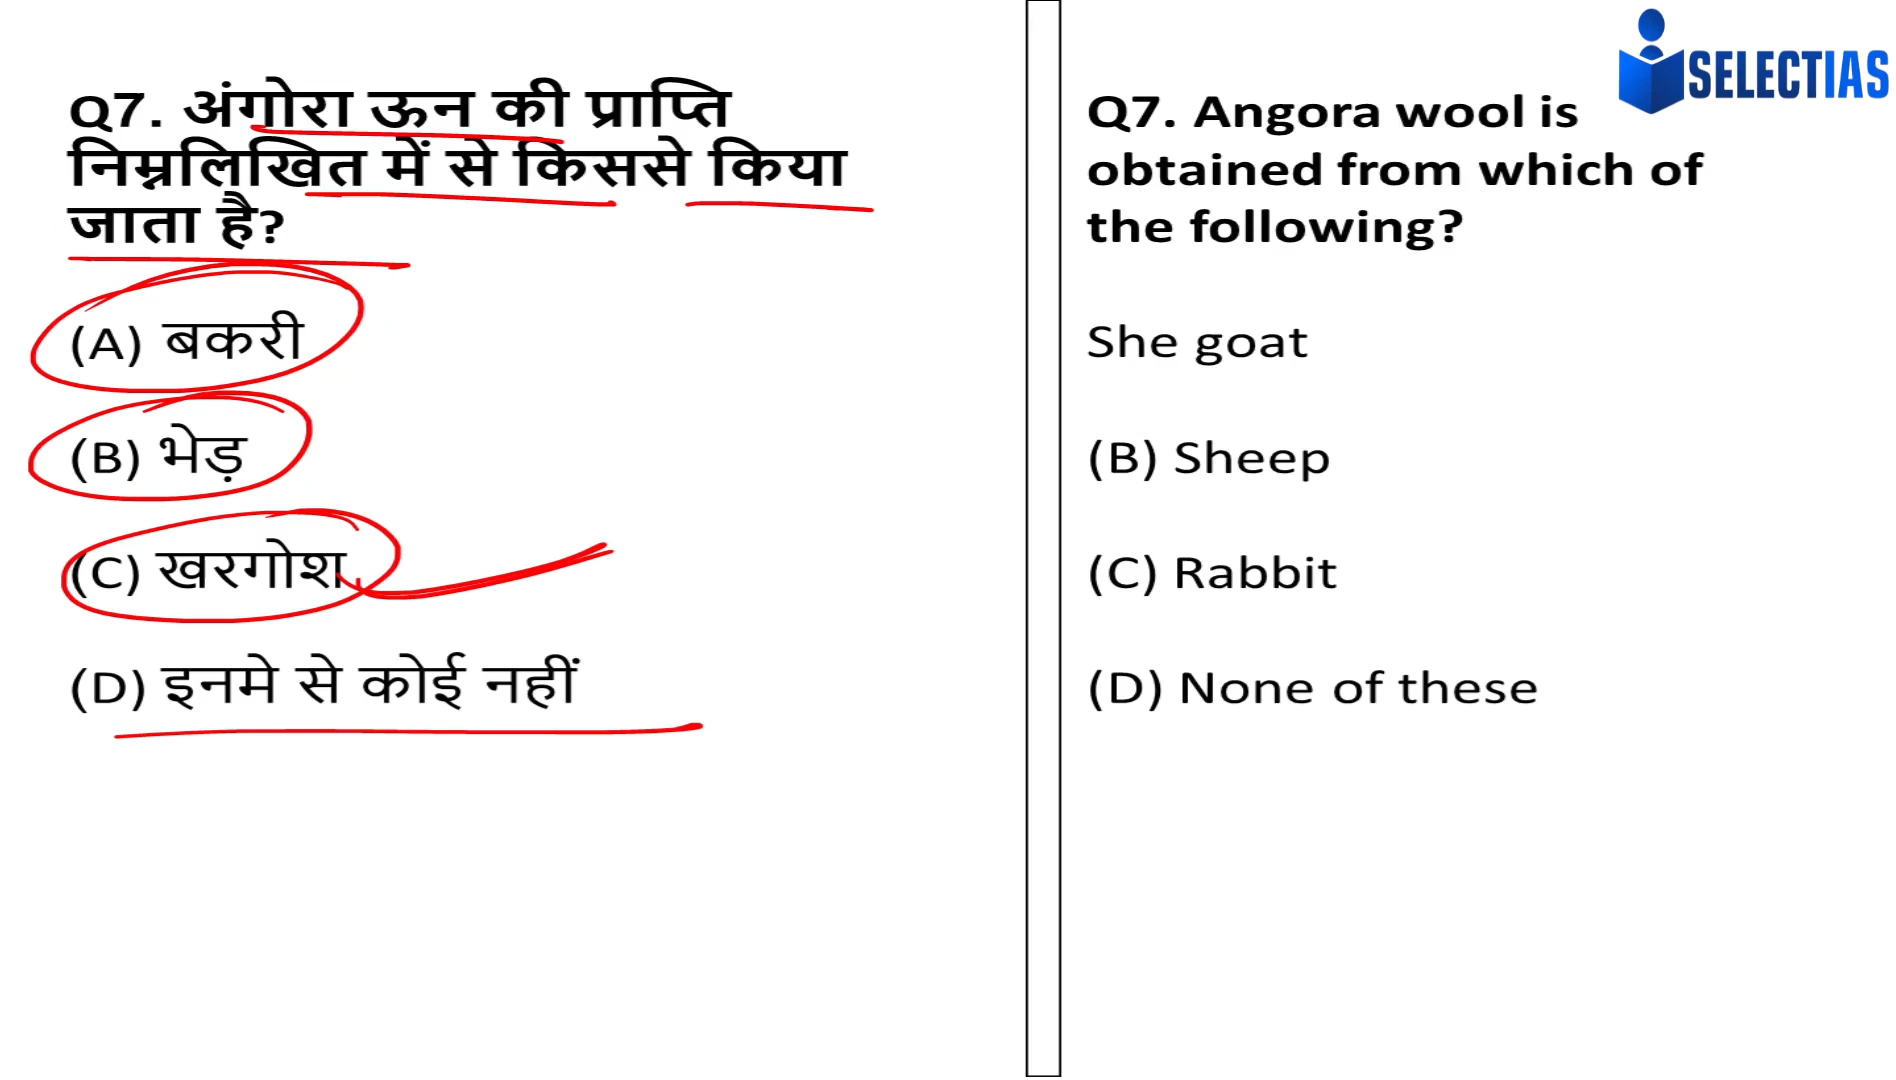 Q7. अंगोरा ऊन की प्राप्ति
निम्नलिखित में से किससे किया
जाता है?
(A) बकरी
(B) भेड़
(C) खरगोश
(D) इनमे से कोई नहीं
SELECTIAS
Q7. Angora wool is
obtained from which of
the following?
She goat
(B) Sheep
(C) Rabbit
(D) None of these